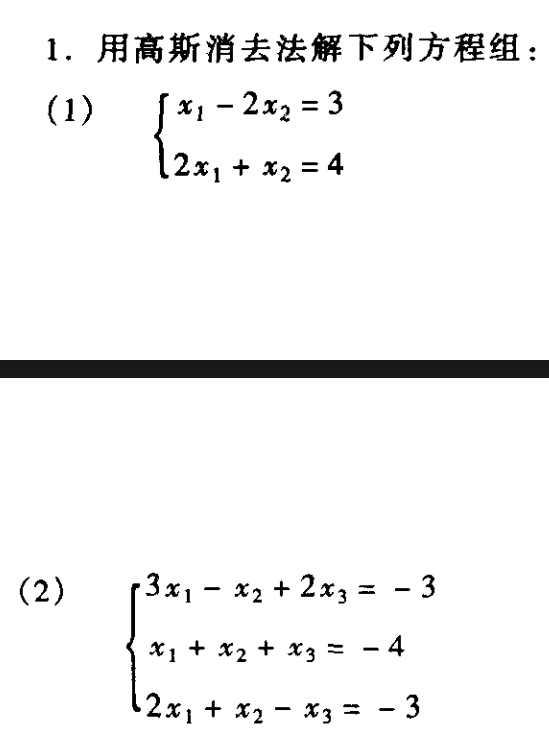 1. 用高斯消去法解下列方程组:
(1) { x₁ - 2x₂ = 3
2x₁ + x₂ = 4
(2) { 3x₁ - x₂ + 2x₃ = - 3
x₁ + x₂ + x₃ = - 4
2x₁ + x₂ - x₃ = - 3